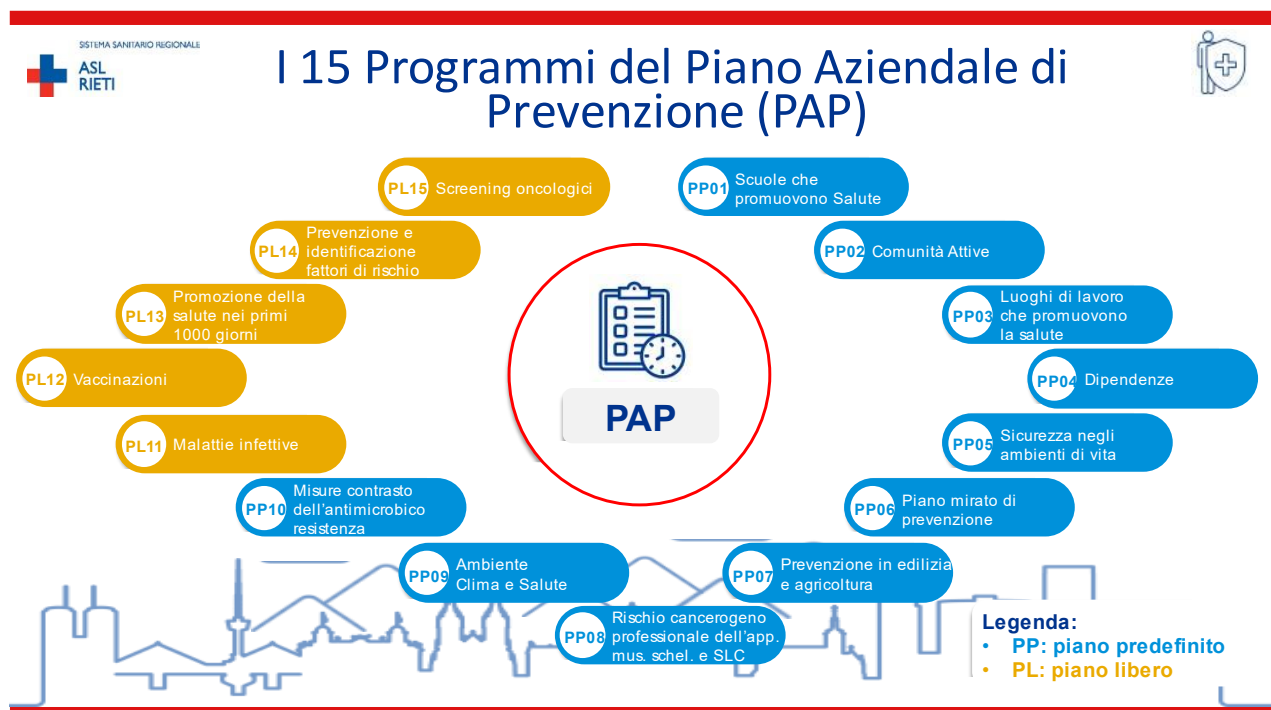 SISTEMA SANITARIO REGIONALE
ASL
RIETI
I 15 Programmi del Piano Aziendale di
Prevenzione (PAP)
PL15 Screening oncologici
PP01 Scuole che
promuovono Salute
PL14 Prevenzione e
identificazione
fattori di rischio
PP02 Comunità Attive
PL13 Promozione della
salute nei primi
1000 giorni
PP03 Luoghi di lavoro
che promuovono
la salute
PL12 Vaccinazioni
PP04 Dipendenze
PAP
PL11 Malattie infettive
PP05 Sicurezza negli
ambienti di vita
PP10 Misure contrasto
dell'antimicrobico
resistenza
PP06 Piano mirato di
prevenzione
PP09 Ambiente
Clima e Salute
PP07 Prevenzione in edilizia
e agricoltura
PP08 Rischio cancerogeno
professionale dell'app.
mus. schel. e SLC
Legenda:
• PP: piano predefinito
• PL: piano libero